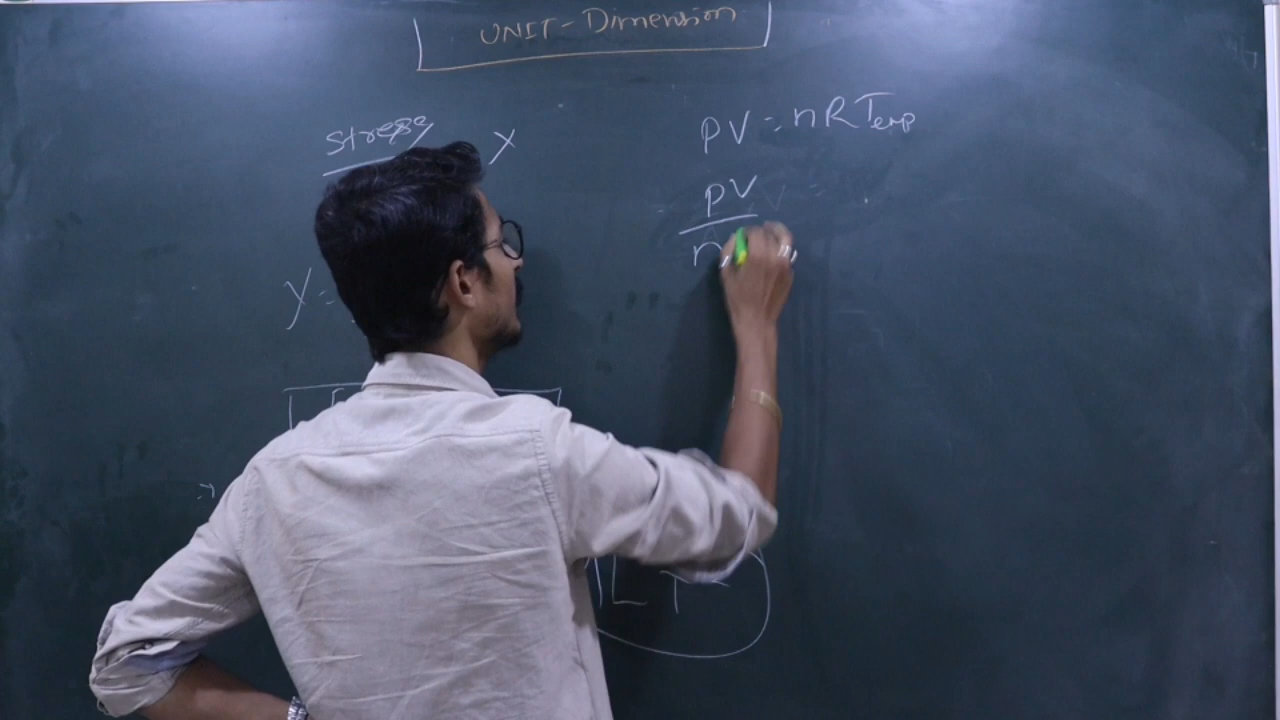 UNIT-Dimension
Stress Y
Y =
PV = nRTemp
PV
n